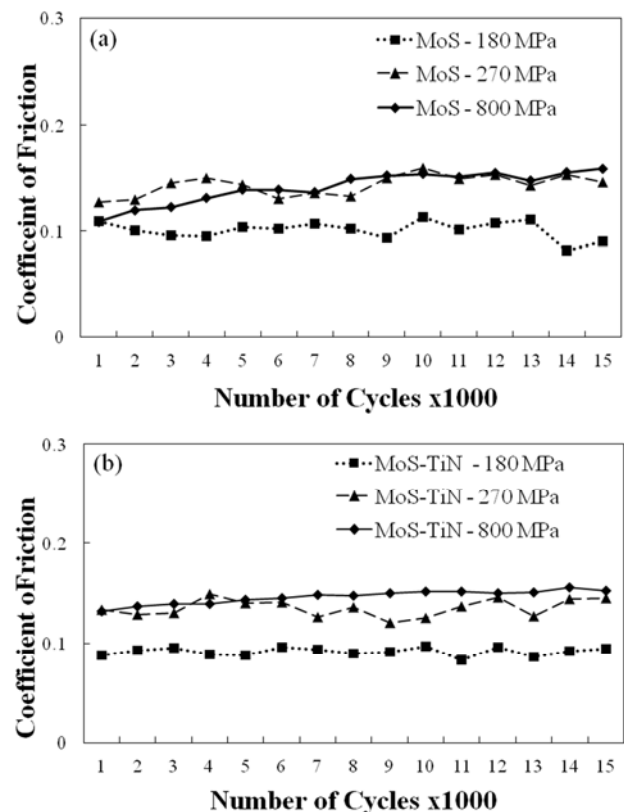 (a)
MoS - 180 MPa
MoS - 270 MPa
MoS - 800 MPa
0.3
0.2
0.1
0
Coefficeint of Friction
1 2 3 4 5 6 7 8 9 10 11 12 13 14 15
Number of Cycles x1000
(b)
MoS-TiN - 180 MPa
MoS-TiN - 270 MPa
MoS-TiN - 800 MPa
0.3
0.2
0.1
0
Coefficient oFriction
1 2 3 4 5 6 7 8 9 10 11 12 13 14 15
Number of Cycles x1000